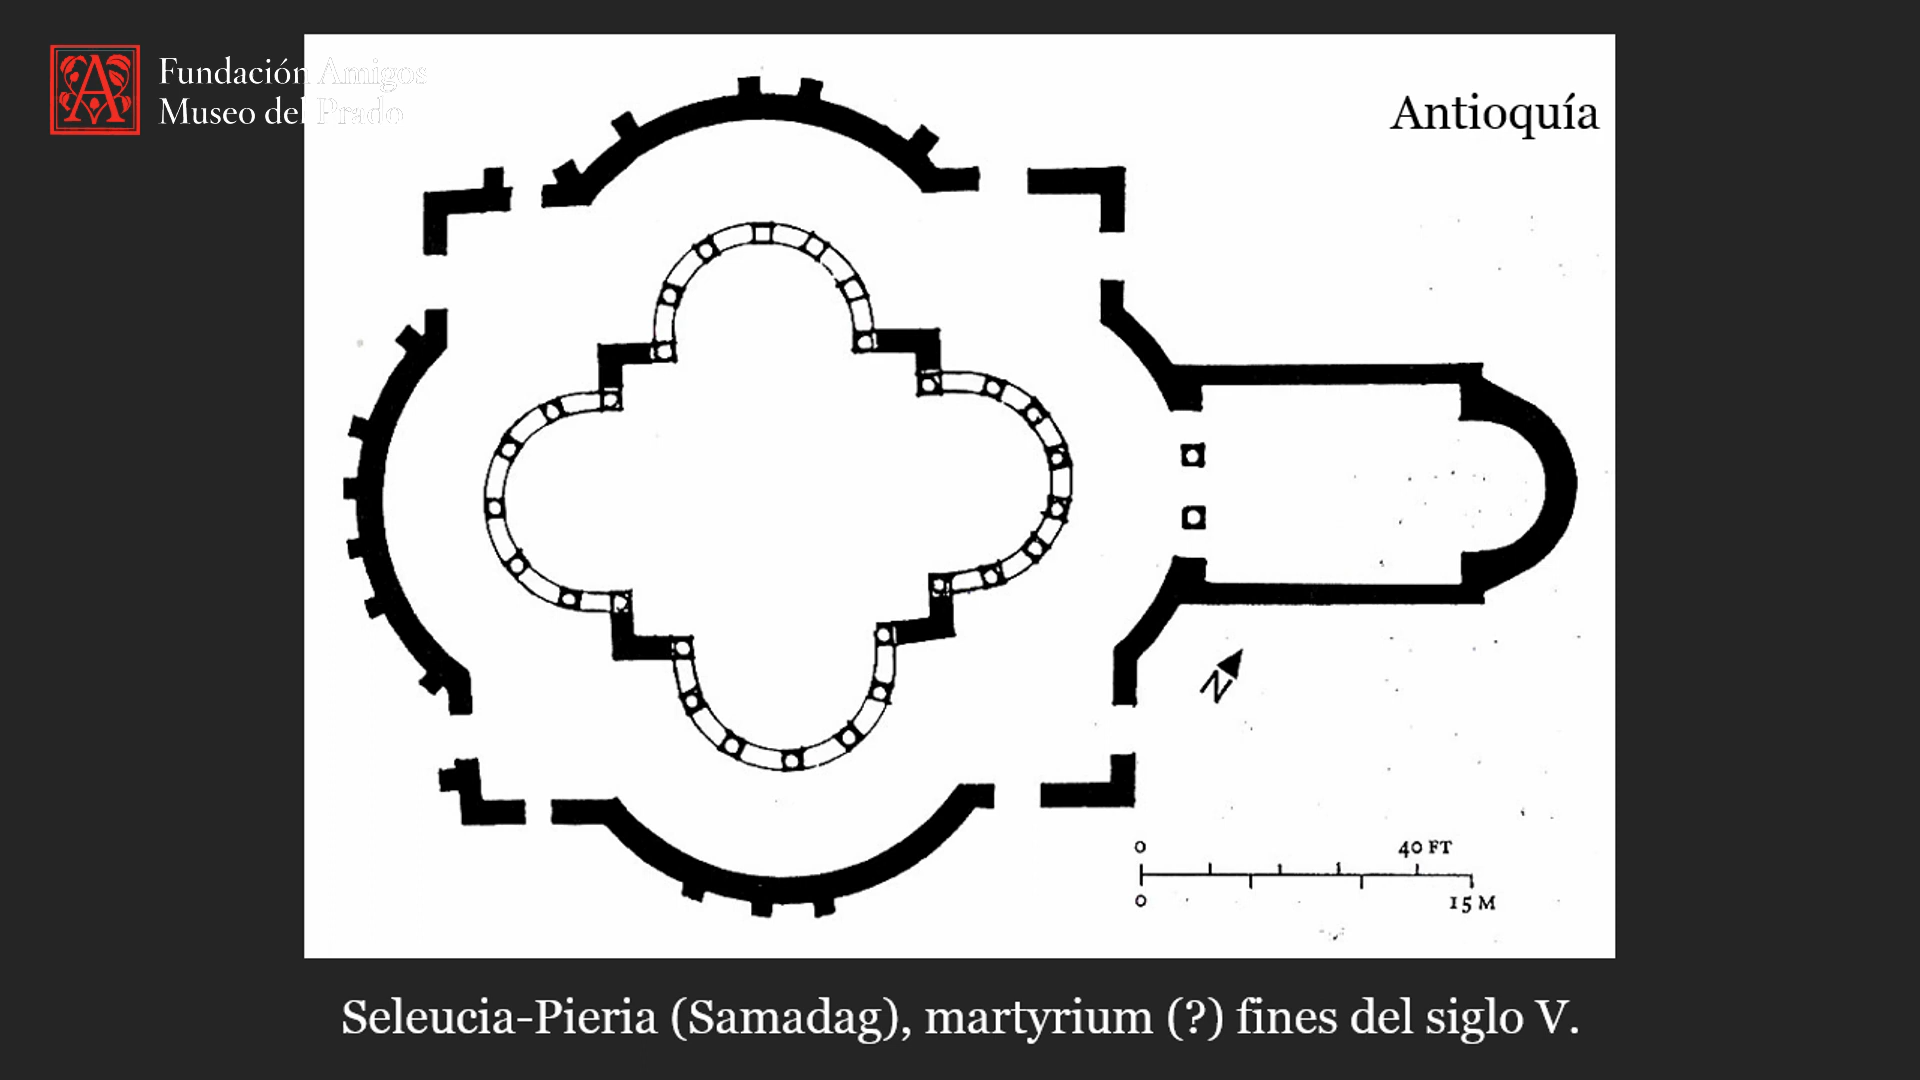 A
Fundación Amigos
Museo del Prado
Antioquía
N
0 40 FT
0 15 M
Seleucia-Pieria (Samadag), martyrium (?) fines del siglo V.